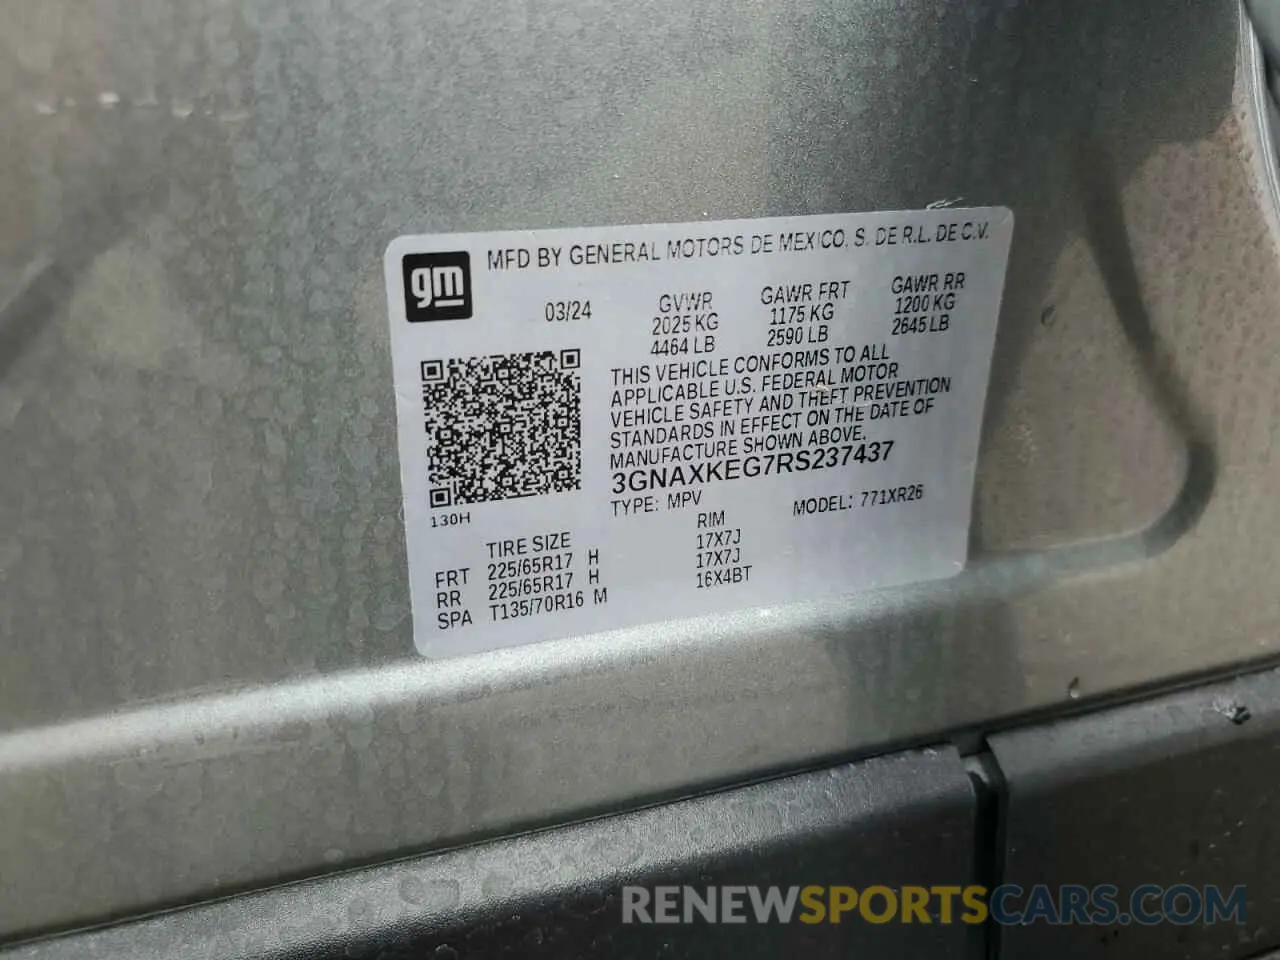 gm
MFD BY GENERAL MOTORS DE MEXICO, S. DE R.L. DE C.V.
03/24
GVWR GAWR FRT GAWR RR
2025 KG 1175 KG 1200 KG
4464 LB 2590 LB 2645 LB
THIS VEHICLE CONFORMS TO ALL
APPLICABLE U.S. FEDERAL MOTOR
VEHICLE SAFETY AND THEFT PREVENTION
STANDARDS IN EFFECT ON THE DATE OF
MANUFACTURE SHOWN ABOVE.
3GNAXKEG7RS237437
TYPE: MPV MODEL: 771XR26
130H
TIRE SIZE RIM
FRT 225/65R17 H 17X7J
RR 225/65R17 H 17X7J
SPA T135/70R16 M 16X4BT
RENEWSPORTSCARS.COM